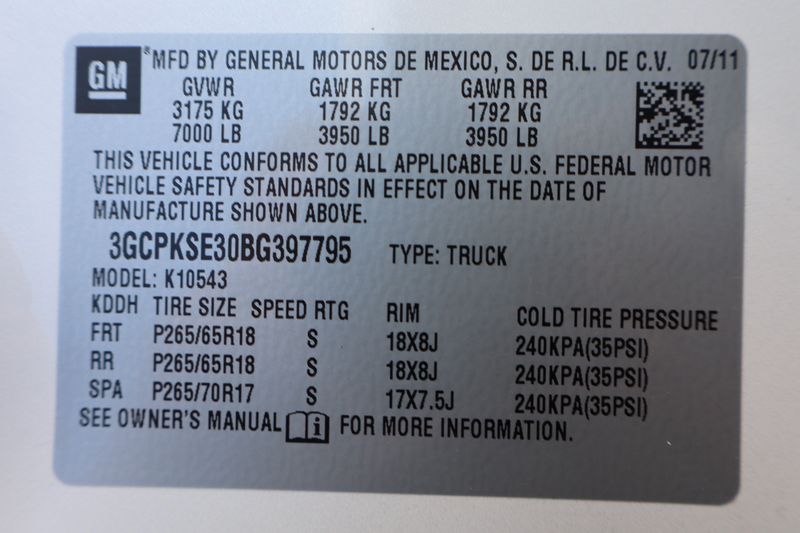 GM ® MFD BY GENERAL MOTORS DE MEXICO, S. DE R.L. DE C.V. 07/11
GVWR GAWR FRT GAWR RR
3175 KG 1792 KG 1792 KG
7000 LB 3950 LB 3950 LB
THIS VEHICLE CONFORMS TO ALL APPLICABLE U.S. FEDERAL MOTOR
VEHICLE SAFETY STANDARDS IN EFFECT ON THE DATE OF
MANUFACTURE SHOWN ABOVE.
3GCPKSE30BG397795 TYPE: TRUCK
MODEL: K10543
KDDH TIRE SIZE SPEED RTG RIM COLD TIRE PRESSURE
FRT P265/65R18 S 18X8J 240KPA(35PSI)
RR P265/65R18 S 18X8J 240KPA(35PSI)
SPA P265/70R17 S 17X7.5J 240KPA(35PSI)
SEE OWNER'S MANUAL i FOR MORE INFORMATION.